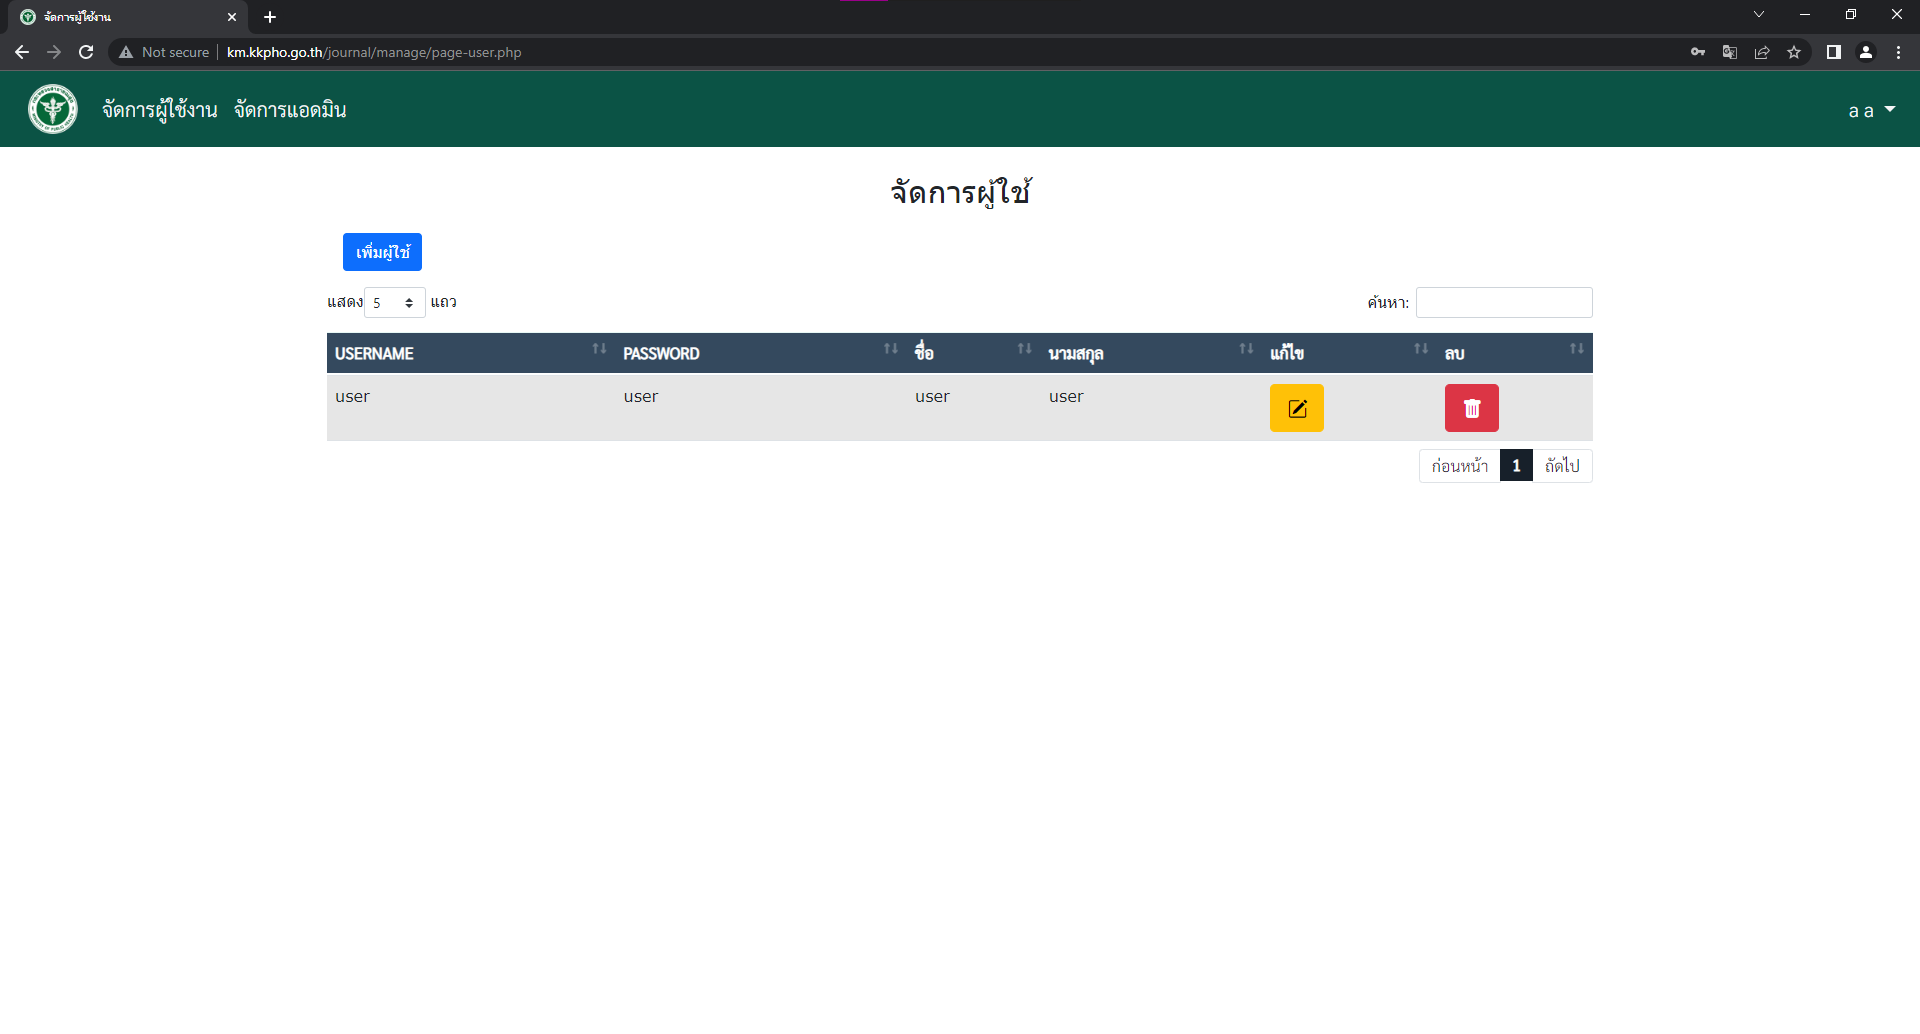 จัดการผู้ใช้งาน
Not secure km.kkpho.go.th/journal/manage/page-user.php
จัดการผู้ใช้งาน จัดการแอดมิน a a
จัดการผู้ใช้
เพิ่มผู้ใช้
แสดง 5 แถว ค้นหา:
USERNAME PASSWORD ชื่อ นามสกุล แก้ไข ลบ
user user user user
ก่อนหน้า 1 ถัดไป